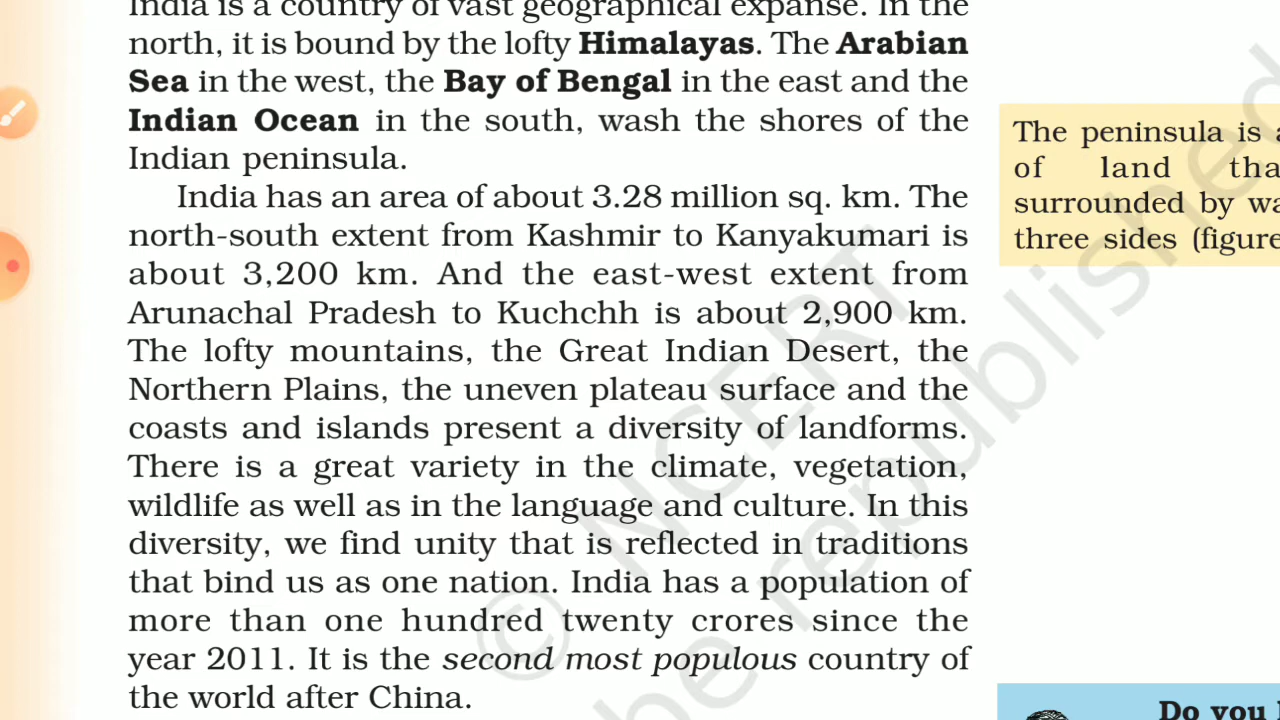 India is a country of vast geographical expanse. In the
north, it is bound by the lofty Himalayas. The Arabian
Sea in the west, the Bay of Bengal in the east and the
Indian Ocean in the south, wash the shores of the
Indian peninsula.
India has an area of about 3.28 million sq. km. The
north-south extent from Kashmir to Kanyakumari is
about 3,200 km. And the east-west extent from
Arunachal Pradesh to Kuchchh is about 2,900 km.
The lofty mountains, the Great Indian Desert, the
Northern Plains, the uneven plateau surface and the
coasts and islands present a diversity of landforms.
There is a great variety in the climate, vegetation,
wildlife as well as in the language and culture. In this
diversity, we find unity that is reflected in traditions
that bind us as one nation. India has a population of
more than one hundred twenty crores since the
year 2011. It is the second most populous country of
the world after China.
The peninsula is
of land
surrounded by
three sides (figure
Do you
© NCERT
be republished